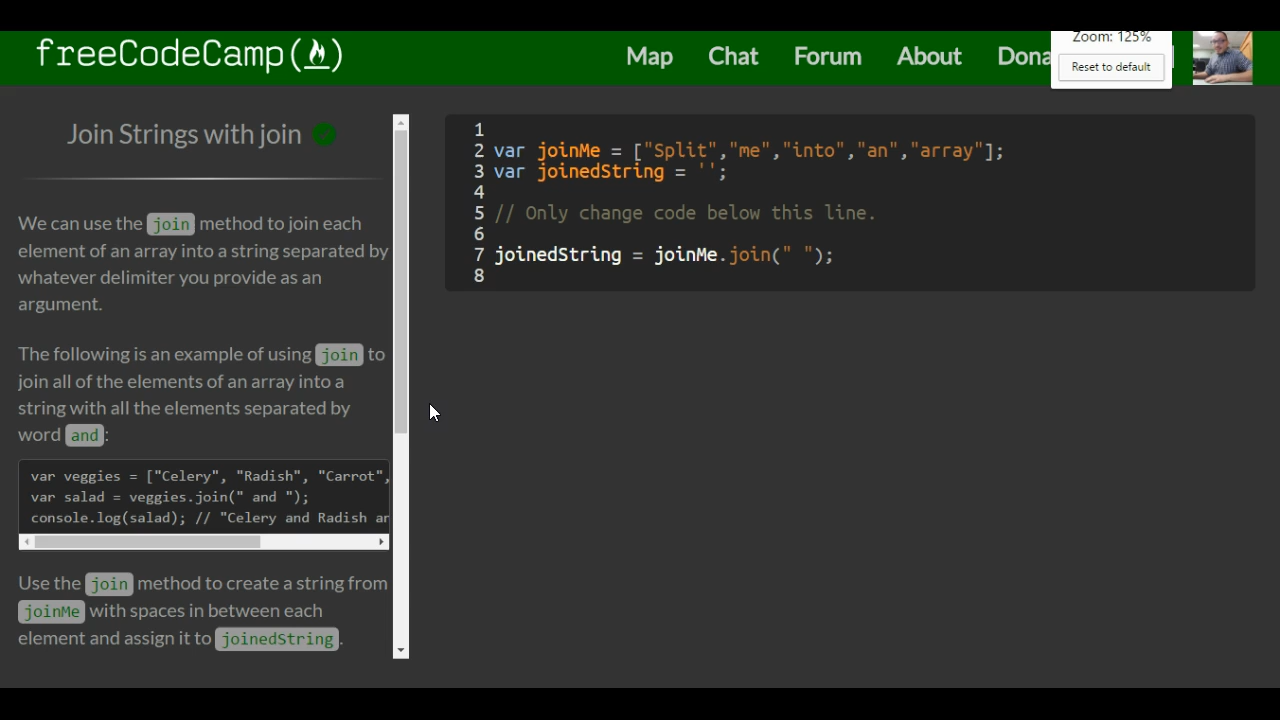 freeCodeCamp(🔥)
Map Chat Forum About Dona
Zoom: 125%
Reset to default
Join Strings with join
We can use the join method to join each
element of an array into a string separated by
whatever delimiter you provide as an
argument.
The following is an example of using join to
join all of the elements of an array into a
string with all the elements separated by
word and:
var veggies = ["Celery", "Radish", "Carrot",
var salad = veggies.join(" and ");
console.log(salad); // "Celery and Radish ar
Use the join method to create a string from
joinMe with spaces in between each
element and assign it to joinedString.
1
2 var joinMe = ["Split","me","into","an","array"];
3 var joinedString = '';
4
5 // Only change code below this line.
6
7 joinedString = joinMe.join(" ");
8